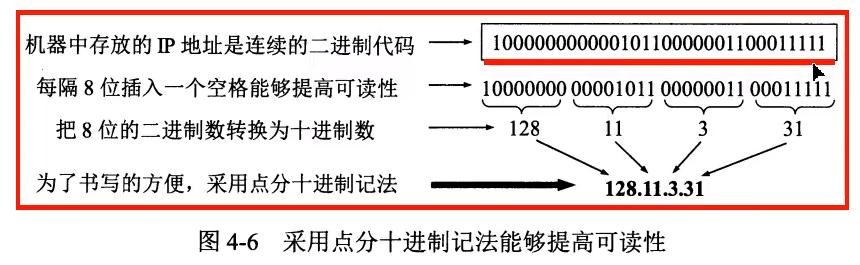 机器中存放的 IP 地址是连续的二进制代码 10000000000010110000001100011111
每隔 8 位插入一个空格能够提高可读性 10000000 00001011 00000011 00011111
把 8 位的二进制数转换为十进制数 128 11 3 31
为了书写的方便，采用点分十进制记法 128.11.3.31
图 4-6 采用点分十进制记法能够提高可读性